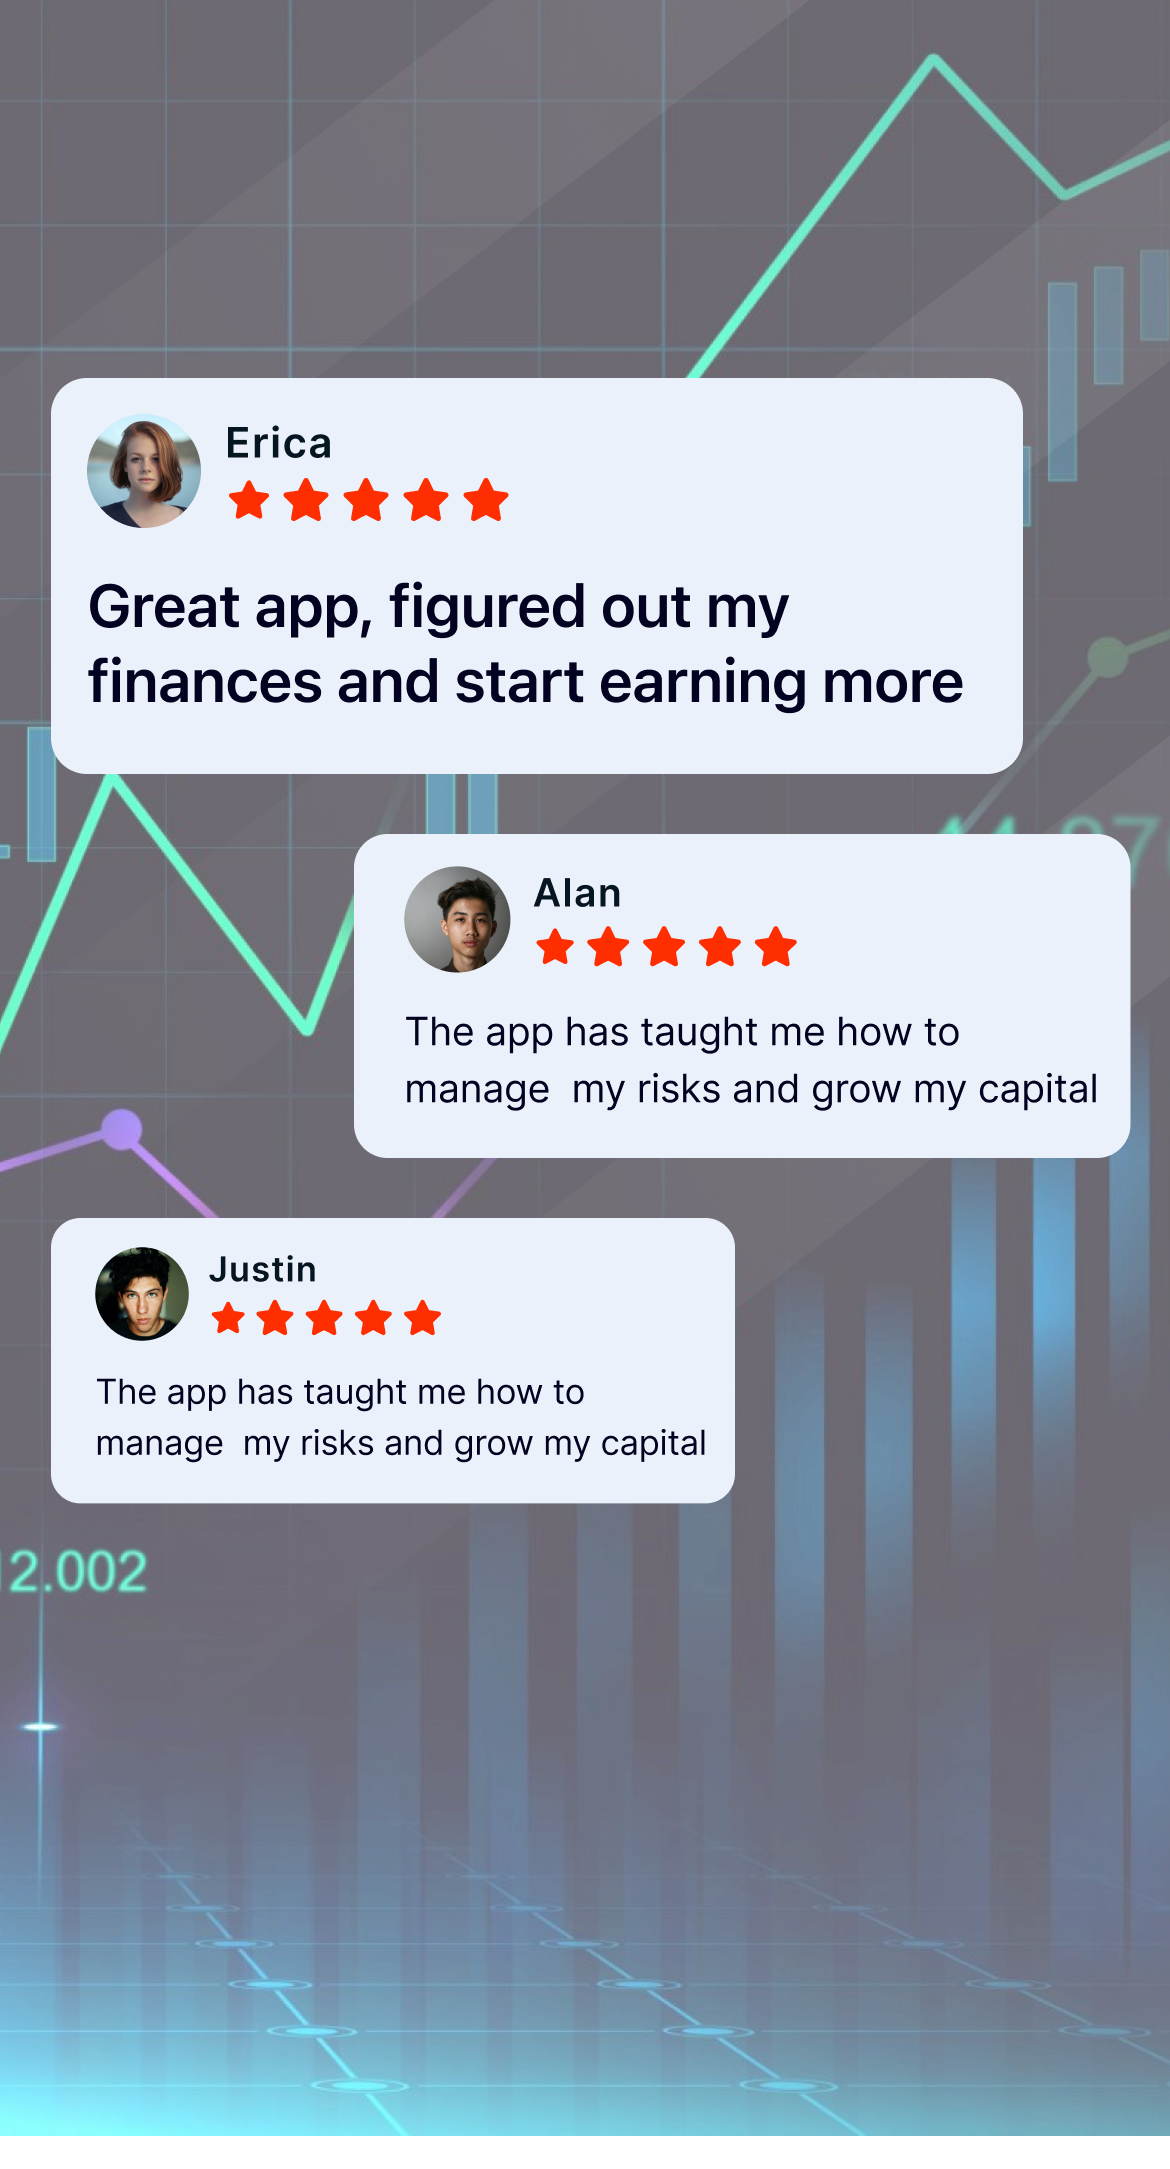 Erica
Great app, figured out my
finances and start earning more
Alan
The app has taught me how to
manage  my risks and grow my capital
Justin
The app has taught me how to
manage  my risks and grow my capital
12.002